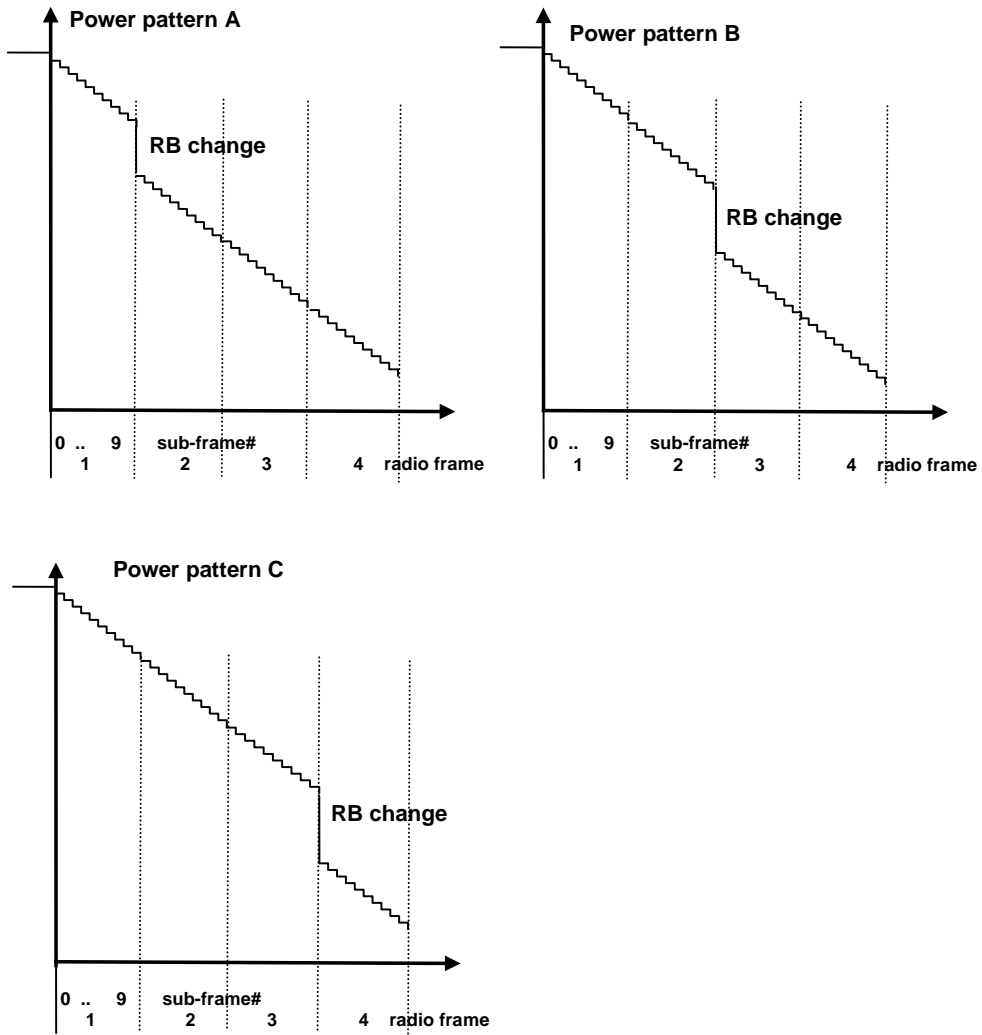 Power pattern A
RB change
0 .. 9 sub-frame#
1 2 3 4 radio frame
Power pattern B
RB change
0 .. 9 sub-frame#
1 2 3 4 radio frame
Power pattern C
RB change
0 .. 9 sub-frame#
1 2 3 4 radio frame